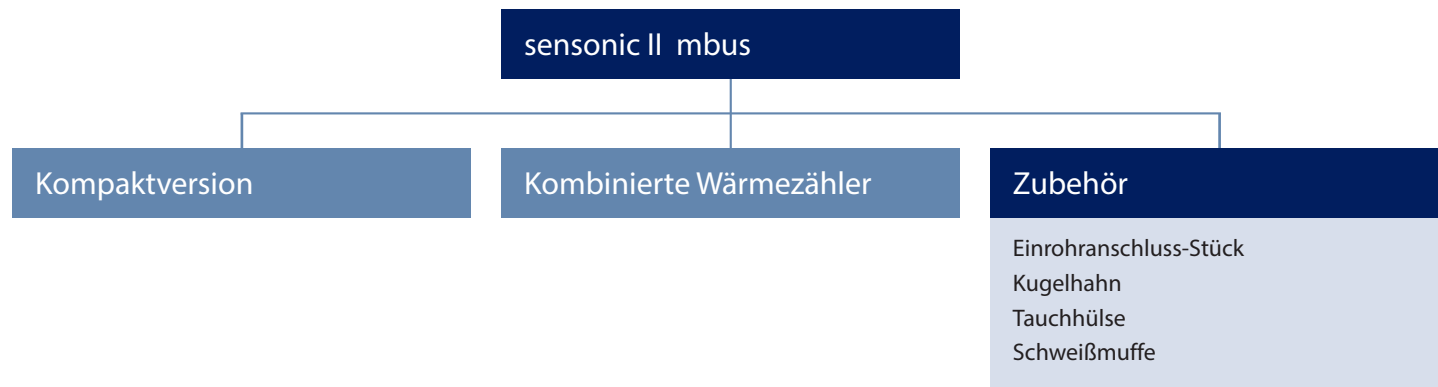 sensonic II mbus
Kompaktversion
Kombinierte Wärmezähler
Zubehör
Einrohranschluss-Stück
Kugelhahn
Tauchhülse
Schweißmuffe